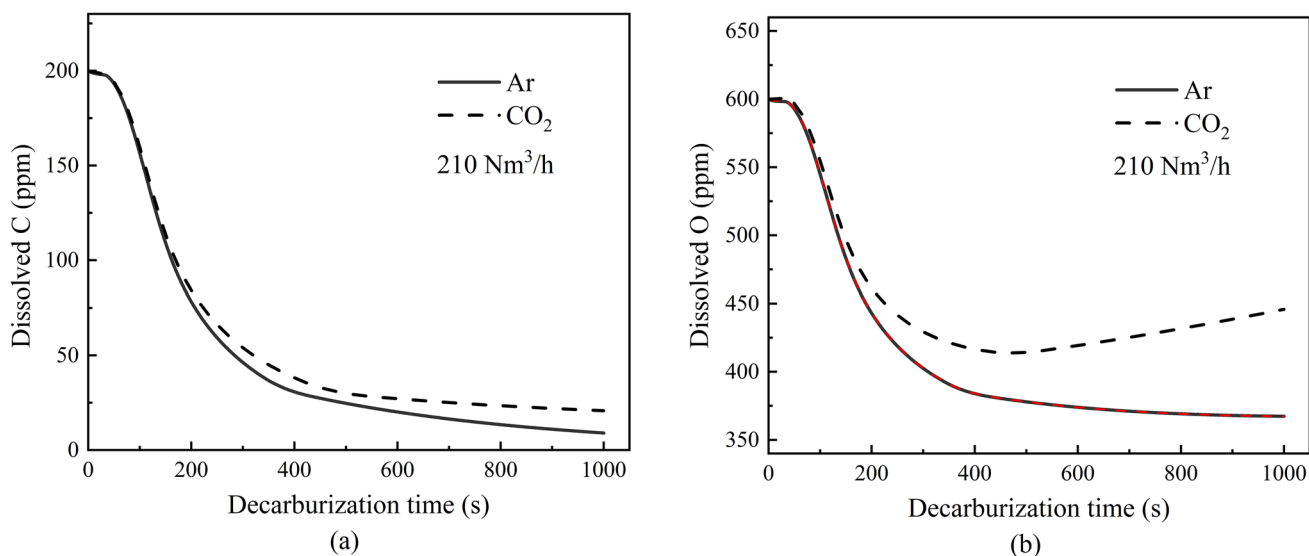 200
150
100
50
0
Dissolved C (ppm)
Ar
CO₂
210 Nm³/h
0 200 400 600 800 1000
Decarburization time (s)
(a)
650
600
550
500
450
400
350
Dissolved O (ppm)
Ar
CO₂
210 Nm³/h
0 200 400 600 800 1000
Decarburization time (s)
(b)